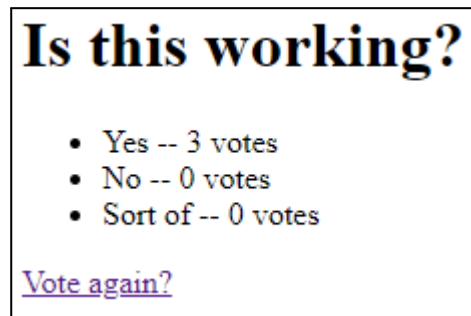 Is this working?
Yes -- 3 votes
No -- 0 votes
Sort of -- 0 votes
Vote again?